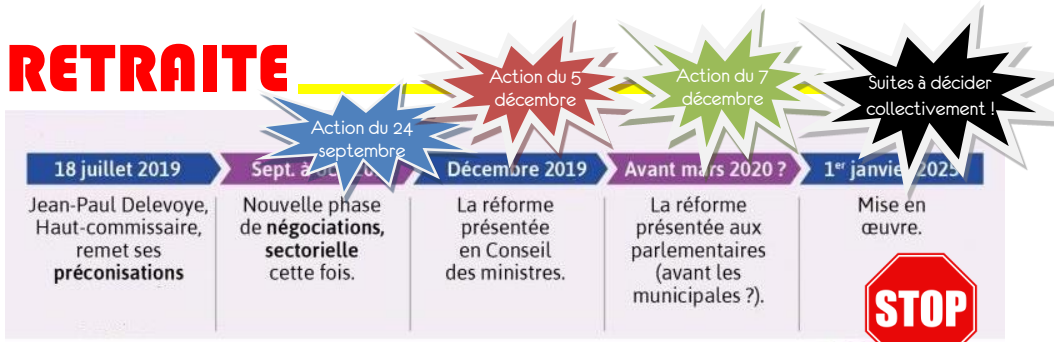 RETRAITE
Action du 5
décembre
Action du 7
décembre
Suites à décider
collectivement !
Action du 24
septembre
18 juillet 2019
Sept. à
Décembre 2019
Avant mars 2020 ?
1er janvier 2025
Jean-Paul Delevoye,
Haut-commissaire,
remet ses
préconisations
Nouvelle phase
de négociations,
sectorielle
cette fois.
La réforme
présentée
en Conseil
des ministres.
La réforme
présentée aux
parlementaires
(avant les
municipales ?).
Mise en
œuvre.
STOP